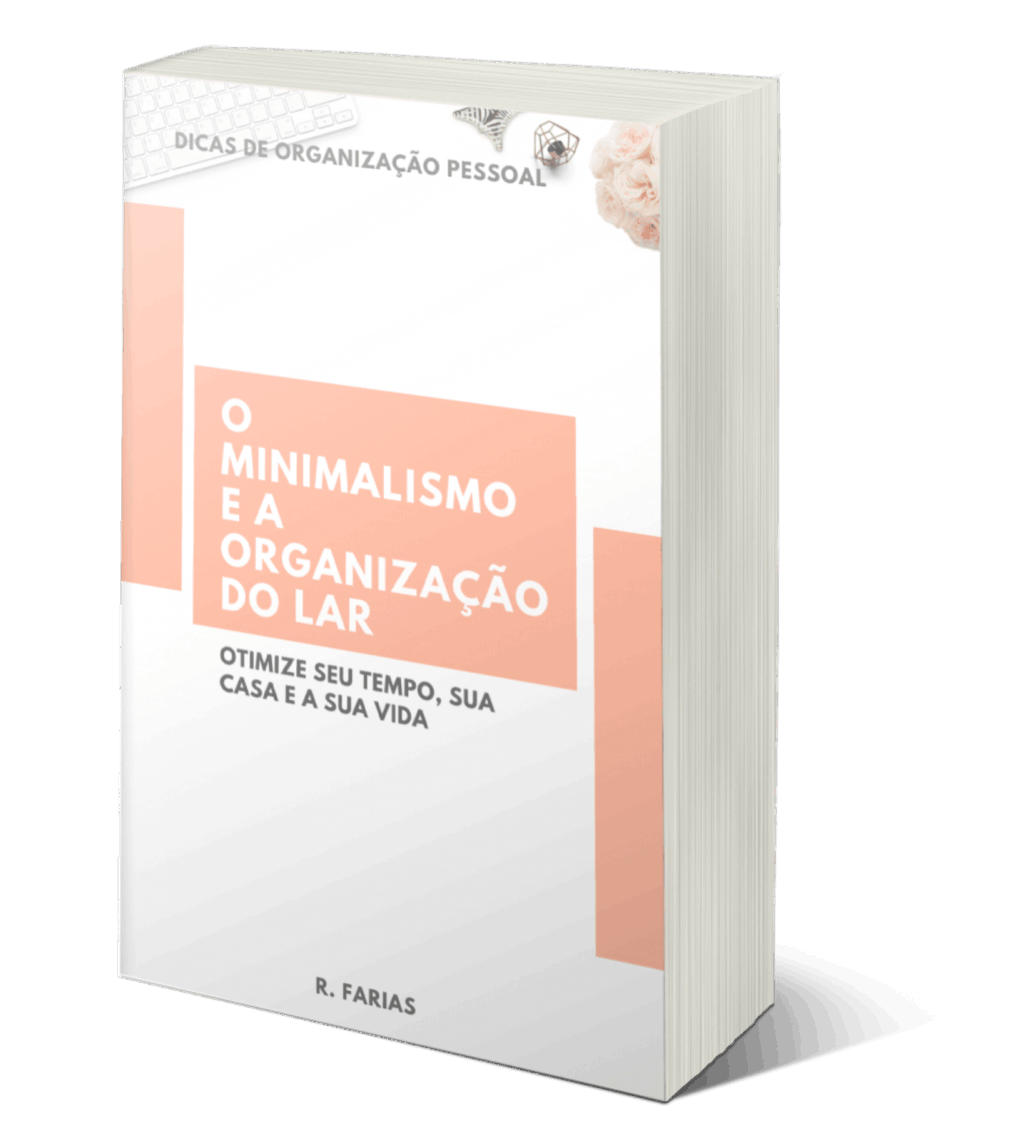 DICAS DE ORGANIZAÇÃO PESSOAL
O
MINIMALISMO
E A
ORGANIZAÇÃO
DO LAR
OTIMIZE SEU TEMPO, SUA
CASA E A SUA VIDA
R. FARIAS